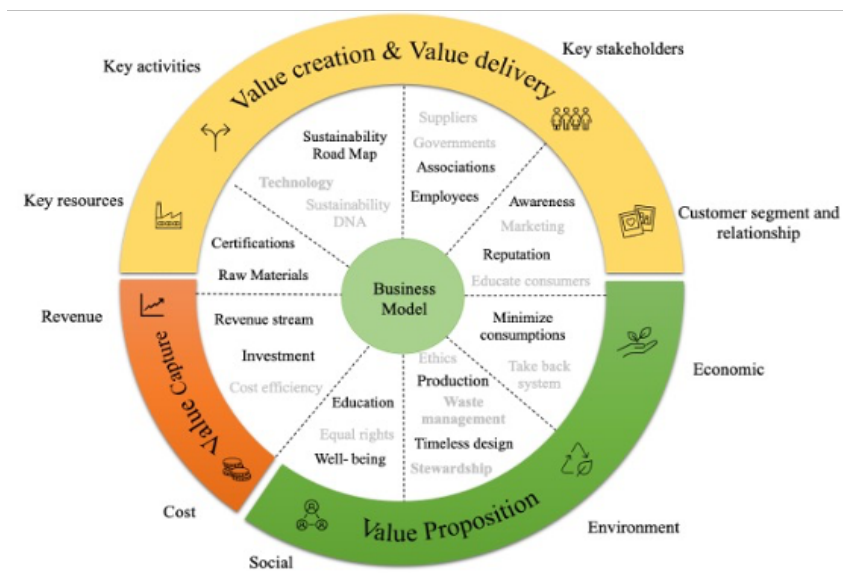 Key activities
Value creation & Value delivery
Key stakeholders
Key resources
Customer segment and
relationship
Sustainability
Road Map
Technology
Sustainability
DNA
Suppliers
Governments
Associations
Employees
Awareness
Marketing
Reputation
Educate consumers
Certifications
Raw Materials
Business
Model
Revenue
Revenue stream
Investment
Cost efficiency
Value Capture
Cost
Minimize
consumptions
Take back
system
Economic
Ethics
Production
Waste
management
Timeless design
Stewardship
Environment
Education
Equal rights
Well- being
Social
Value Proposition